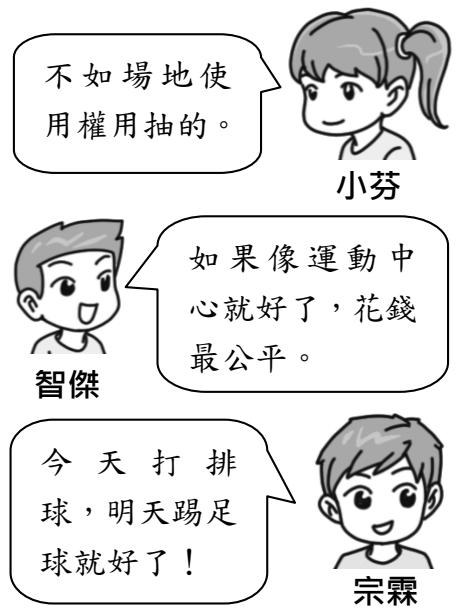 不如場地使
用權用抽的。
小芬
如果像運動中
心就好了，花錢
最公平。
智傑
今天打排
球，明天踢足
球就好了！
宗霖